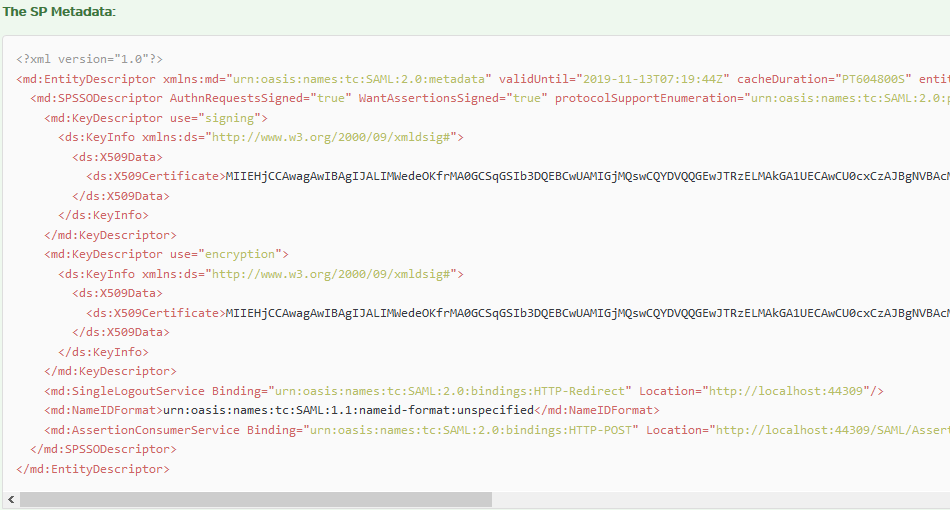 The SP Metadata:
<?xml version="1.0"?>
<md:EntityDescriptor xmlns:md="urn:oasis:names:tc:SAML:2.0:metadata" validUntil="2019-11-13T07:19:44Z" cacheDuration="PT604800S" entit
<md:SPSSODescriptor AuthnRequestsSigned="true" WantAssertionsSigned="true" protocolSupportEnumeration="urn:oasis:names:tc:SAML:2.0:p
<md:KeyDescriptor use="signing">
<ds:KeyInfo xmlns:ds="http://www.w3.org/2000/09/xmldsig#">
<ds:X509Data>
<ds:X509Certificate>MIIEHjCCAwagAwIBAgIJALIMWedeOKfrMA0GCSqGSIb3DQEBCwUAMIGjMQswCQYDVQQGEwJTRzELMAkGA1UECAwCU0cxCzAJBgNVBAcM
</ds:X509Data>
</ds:KeyInfo>
</md:KeyDescriptor>
<md:KeyDescriptor use="encryption">
<ds:KeyInfo xmlns:ds="http://www.w3.org/2000/09/xmldsig#">
<ds:X509Data>
<ds:X509Certificate>MIIEHjCCAwagAwIBAgIJALIMWedeOKfrMA0GCSqGSIb3DQEBCwUAMIGjMQswCQYDVQQGEwJTRzELMAkGA1UECAwCU0cxCzAJBgNVBAcM
</ds:X509Data>
</ds:KeyInfo>
</md:KeyDescriptor>
<md:SingleLogoutService Binding="urn:oasis:names:tc:SAML:2.0:bindings:HTTP-Redirect" Location="http://localhost:44309"/>
<md:NameIDFormat>urn:oasis:names:tc:SAML:1.1:nameid-format:unspecified</md:NameIDFormat>
<md:AssertionConsumerService Binding="urn:oasis:names:tc:SAML:2.0:bindings:HTTP-POST" Location="http://localhost:44309/SAML/Assert
</md:SPSSODescriptor>
</md:EntityDescriptor>